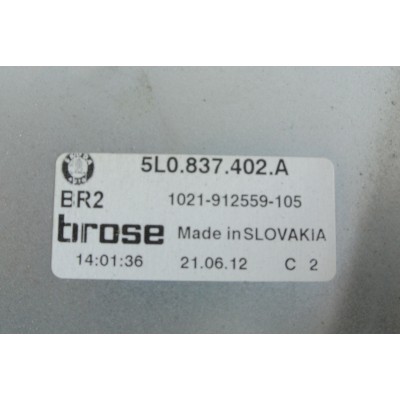 5L0.837.402.A
BR2 1021-912559-105
brose Made in SLOVAKIA
14:01:36 21.06.12 C 2